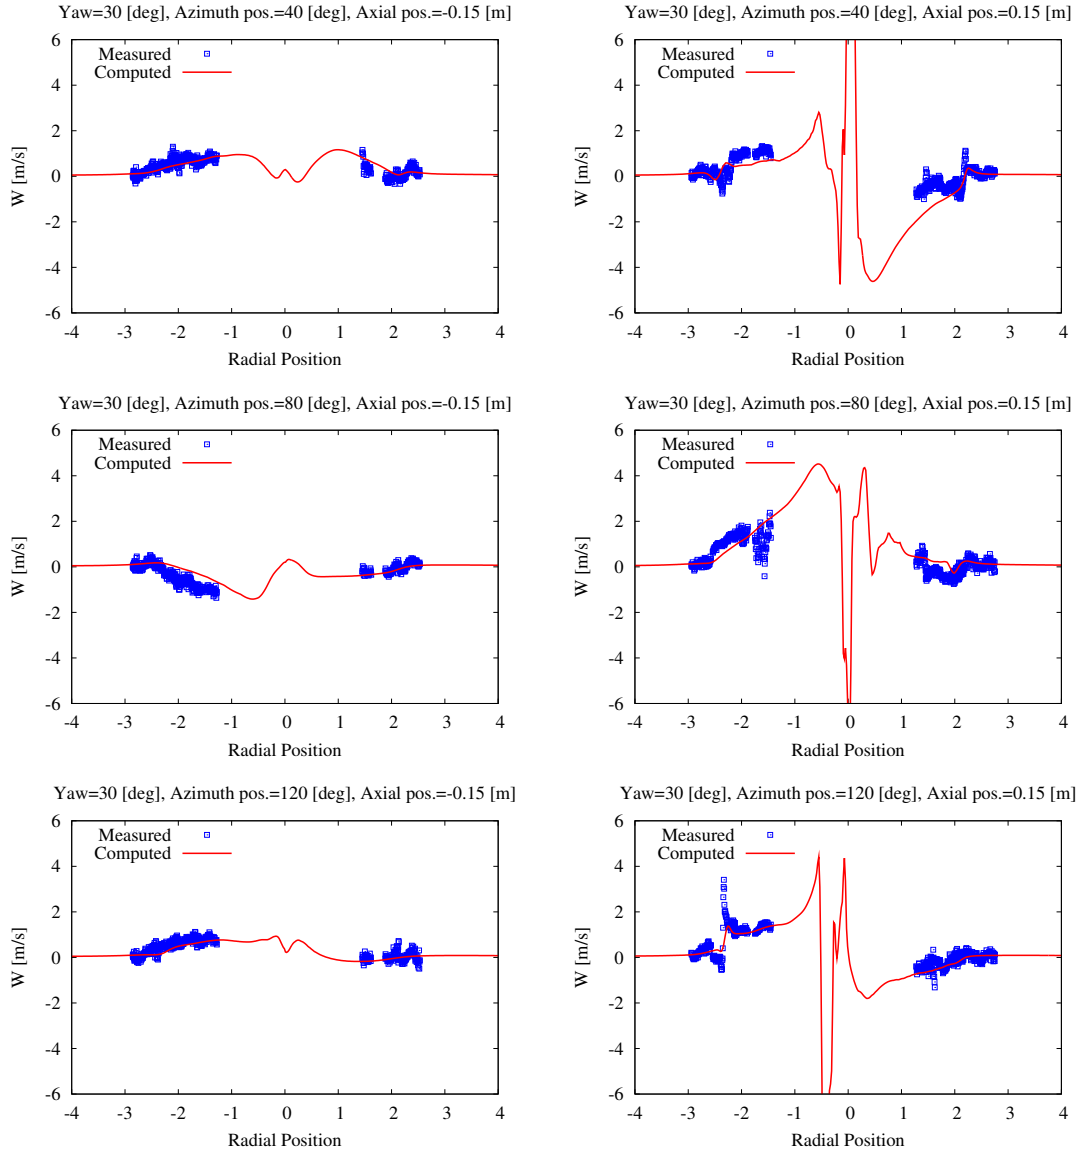 Yaw=30 [deg], Azimuth pos.=40 [deg], Axial pos.=-0.15 [m]
6
4
2
0
-2
-4
-6
W [m/s]
Measured
Computed
-4 -3 -2 -1 0 1 2 3 4
Radial Position
Yaw=30 [deg], Azimuth pos.=40 [deg], Axial pos.=0.15 [m]
6
4
2
0
-2
-4
-6
W [m/s]
Measured
Computed
-4 -3 -2 -1 0 1 2 3 4
Radial Position
Yaw=30 [deg], Azimuth pos.=80 [deg], Axial pos.=-0.15 [m]
6
4
2
0
-2
-4
-6
W [m/s]
Measured
Computed
-4 -3 -2 -1 0 1 2 3 4
Radial Position
Yaw=30 [deg], Azimuth pos.=80 [deg], Axial pos.=0.15 [m]
6
4
2
0
-2
-4
-6
W [m/s]
Measured
Computed
-4 -3 -2 -1 0 1 2 3 4
Radial Position
Yaw=30 [deg], Azimuth pos.=120 [deg], Axial pos.=-0.15 [m]
6
4
2
0
-2
-4
-6
W [m/s]
Measured
Computed
-4 -3 -2 -1 0 1 2 3 4
Radial Position
Yaw=30 [deg], Azimuth pos.=120 [deg], Axial pos.=0.15 [m]
6
4
2
0
-2
-4
-6
W [m/s]
Measured
Computed
-4 -3 -2 -1 0 1 2 3 4
Radial Position